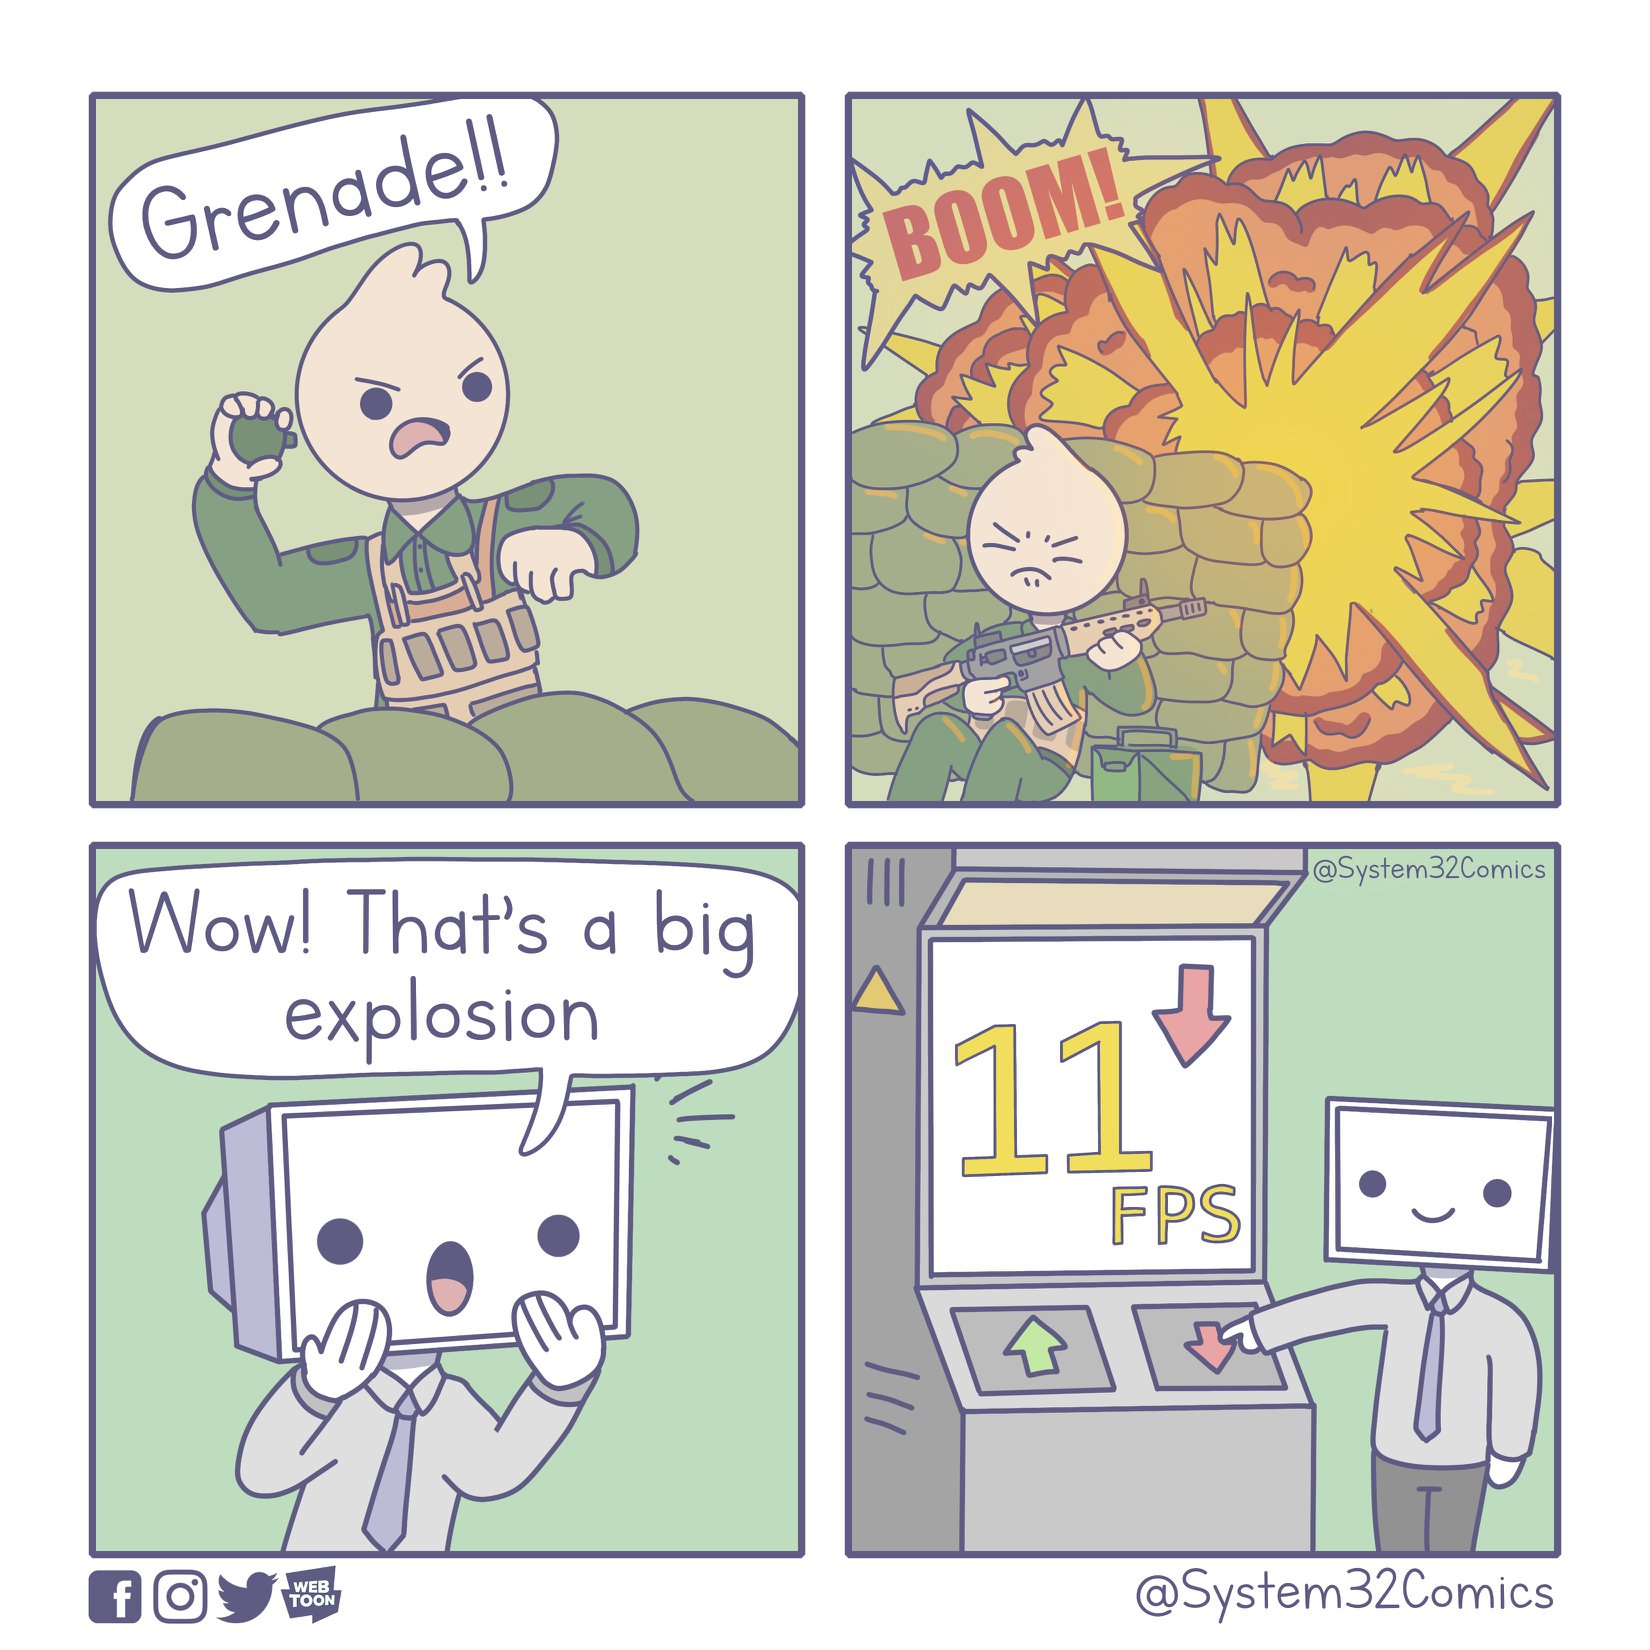 Grenade!!
BOOM!
Wow! That's a big
explosion
@System32Comics
11
FPS
f
WEB
TOON
@System32Comics